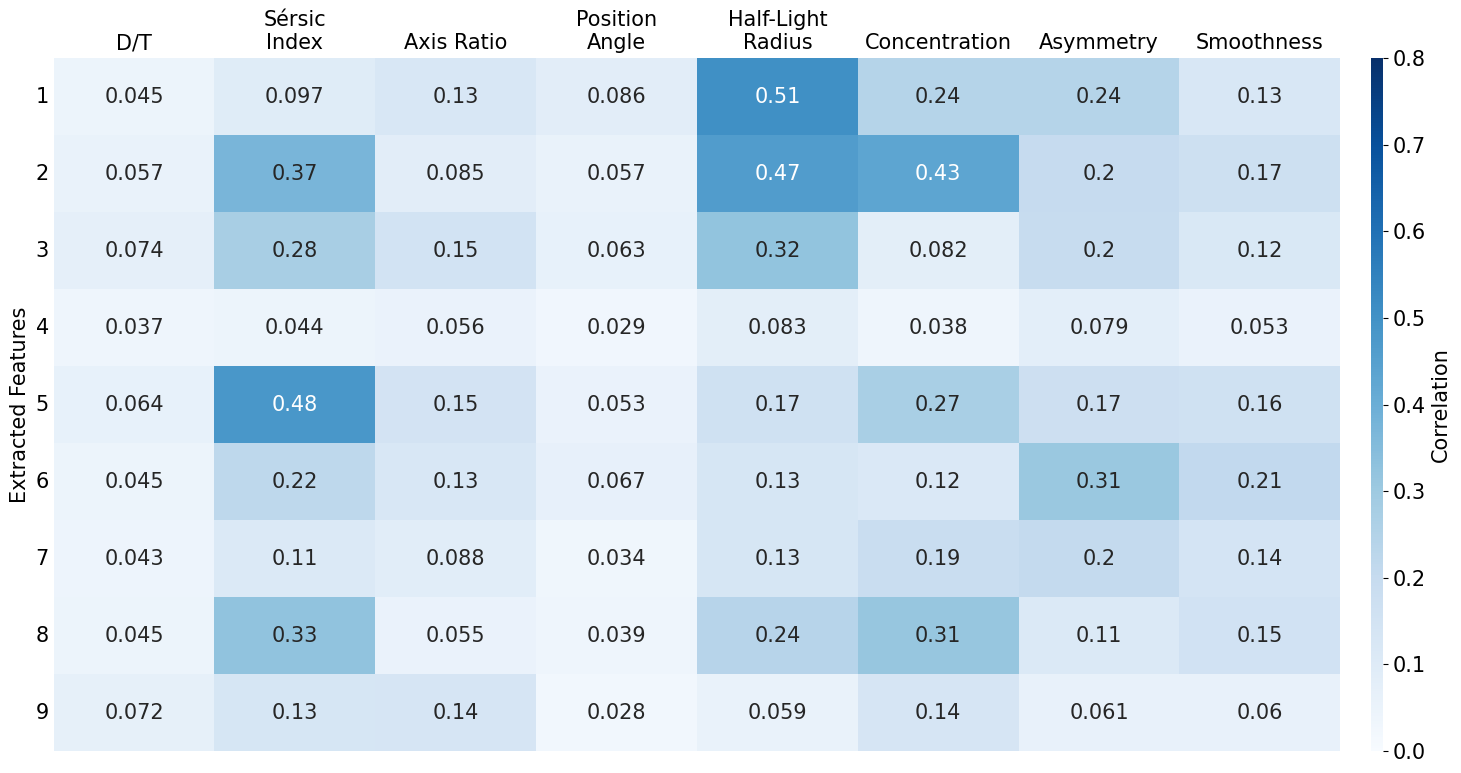 D/T Sérsic Index Axis Ratio Position Angle Half-Light Radius Concentration Asymmetry Smoothness
1 0.045 0.097 0.13 0.086 0.51 0.24 0.24 0.13
2 0.057 0.37 0.085 0.057 0.47 0.43 0.2 0.17
3 0.074 0.28 0.15 0.063 0.32 0.082 0.2 0.12
4 0.037 0.044 0.056 0.029 0.083 0.038 0.079 0.053
5 0.064 0.48 0.15 0.053 0.17 0.27 0.17 0.16
6 0.045 0.22 0.13 0.067 0.13 0.12 0.31 0.21
7 0.043 0.11 0.088 0.034 0.13 0.19 0.2 0.14
8 0.045 0.33 0.055 0.039 0.24 0.31 0.11 0.15
9 0.072 0.13 0.14 0.028 0.059 0.14 0.061 0.06
Extracted Features
0.8
0.7
0.6
0.5
0.4
0.3
0.2
0.1
0.0
Correlation